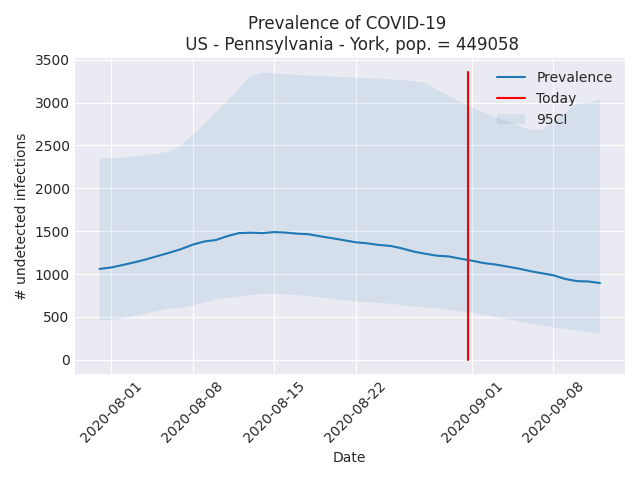 Prevalence of COVID-19
US - Pennsylvania - York, pop. = 449058
Prevalence
Today
95CI
# undetected infections
3500
3000
2500
2000
1500
1000
500
0
2020-08-01
2020-08-08
2020-08-15
2020-08-22
2020-09-01
2020-09-08
Date